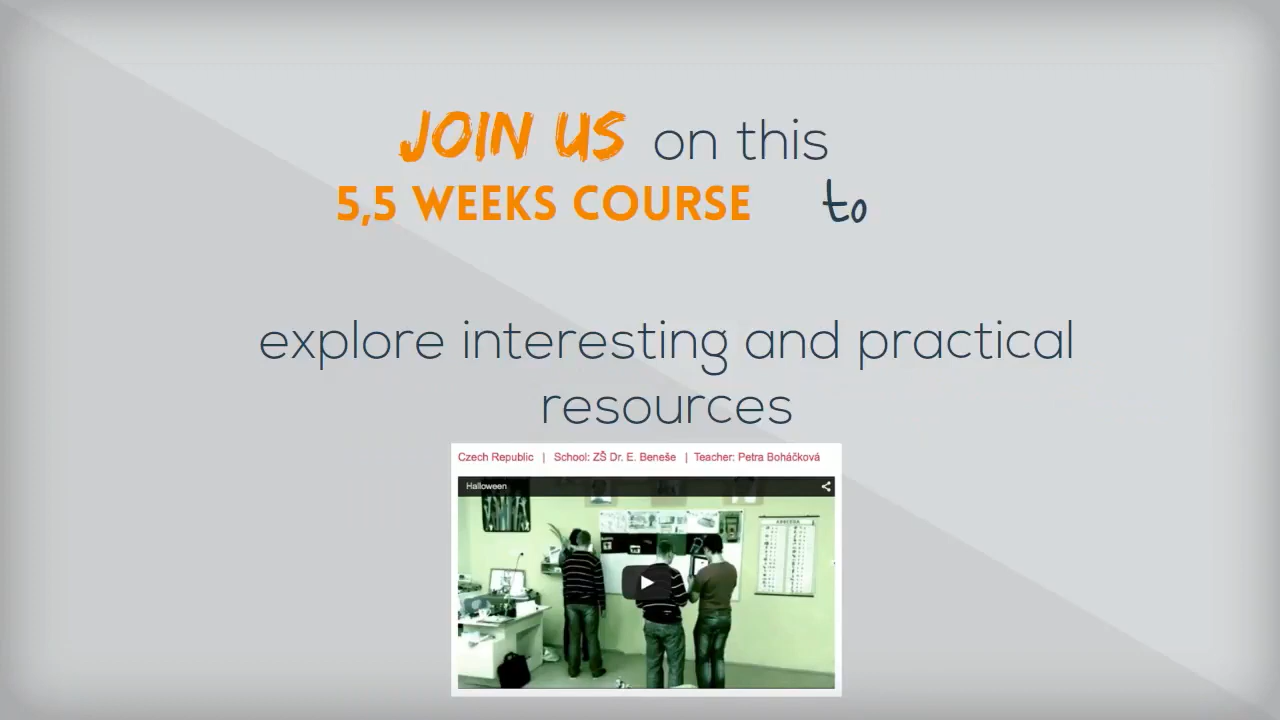 JOIN US on this
5,5 WEEKS COURSE to
explore interesting and practical
resources
Czech Republic | School: ZŠ Dr. E. Beneše | Teacher: Petra Boháčková
Halloween
ABECEDA